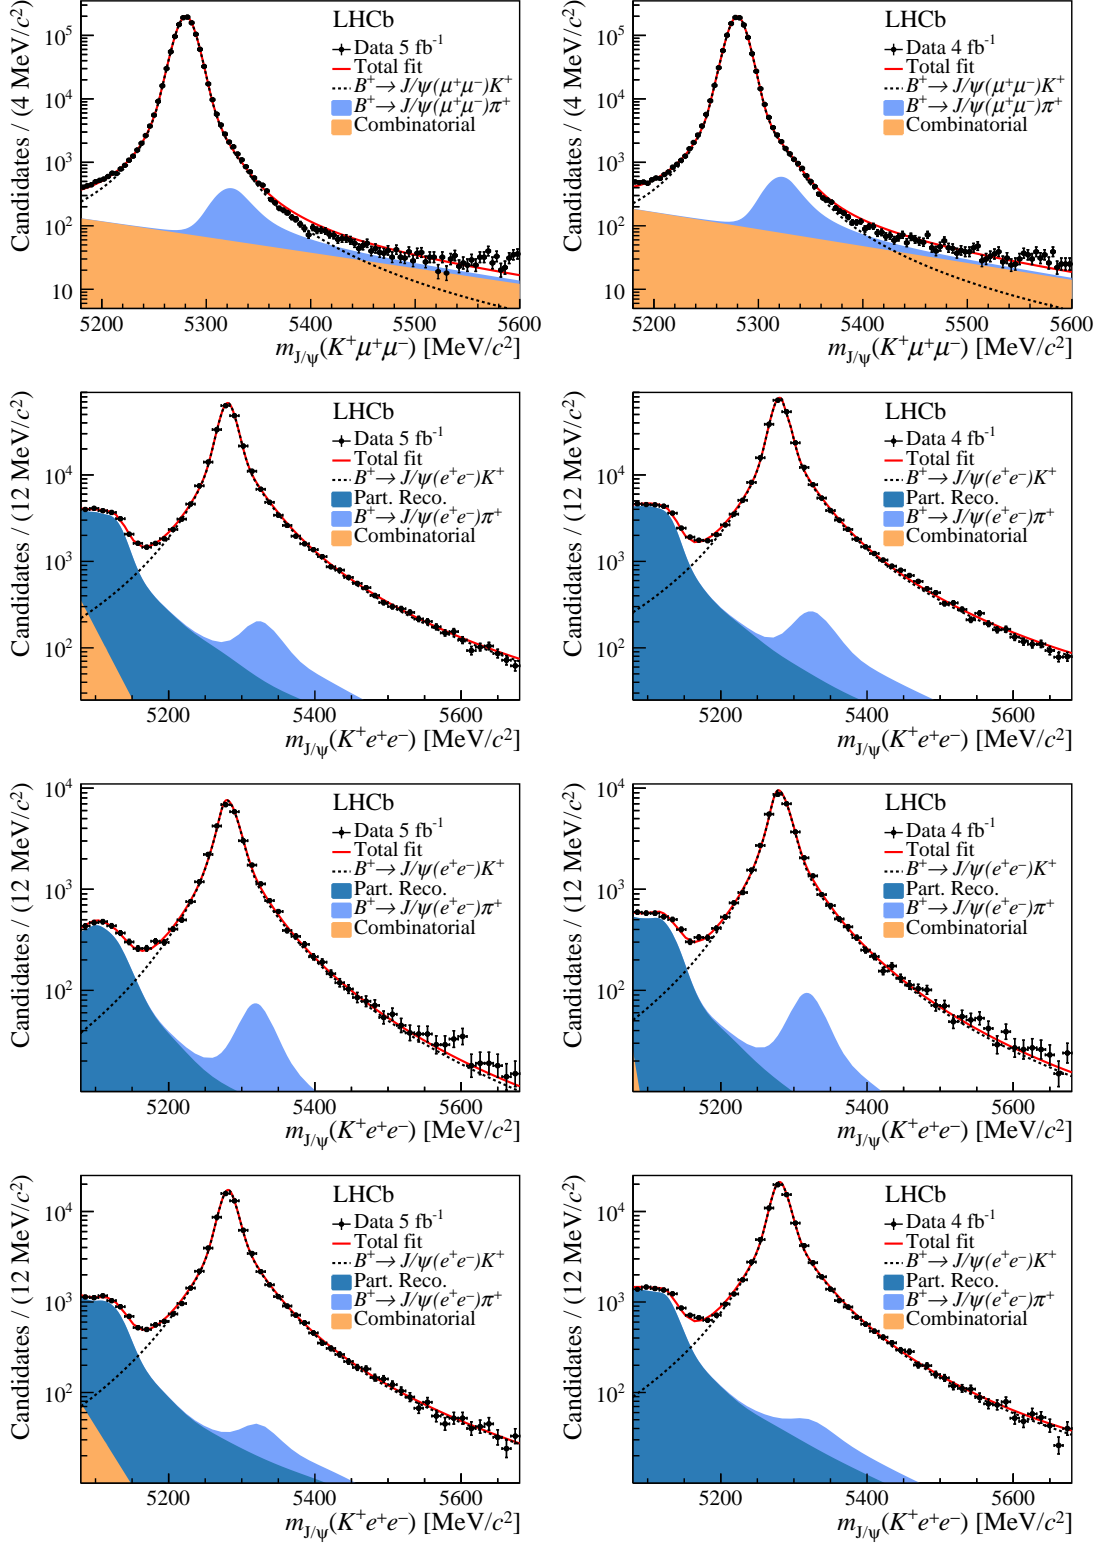 Candidates / (4 MeV/c²)
10⁵
10⁴
10³
10²
10
LHCb
Data 5 fb⁻¹
Total fit
B⁺→ J/ψ(μ⁺μ⁻)K⁺
B⁺→ J/ψ(μ⁺μ⁻)π⁺
Combinatorial
5200 5300 5400 5500 5600
m_J/ψ(K⁺μ⁺μ⁻) [MeV/c²]
Candidates / (4 MeV/c²)
10⁵
10⁴
10³
10²
10
LHCb
Data 4 fb⁻¹
Total fit
B⁺→ J/ψ(μ⁺μ⁻)K⁺
B⁺→ J/ψ(μ⁺μ⁻)π⁺
Combinatorial
5200 5300 5400 5500 5600
m_J/ψ(K⁺μ⁺μ⁻) [MeV/c²]
Candidates / (12 MeV/c²)
10⁴
10³
10²
LHCb
Data 5 fb⁻¹
Total fit
B⁺→ J/ψ(e⁺e⁻)K⁺
Part. Reco.
B⁺→ J/ψ(e⁺e⁻)π⁺
Combinatorial
5200 5400 5600
m_J/ψ(K⁺e⁺e⁻) [MeV/c²]
Candidates / (12 MeV/c²)
10⁴
10³
10²
LHCb
Data 4 fb⁻¹
Total fit
B⁺→ J/ψ(e⁺e⁻)K⁺
Part. Reco.
B⁺→ J/ψ(e⁺e⁻)π⁺
Combinatorial
5200 5400 5600
m_J/ψ(K⁺e⁺e⁻) [MeV/c²]
Candidates / (12 MeV/c²)
10⁴
10³
10²
LHCb
Data 5 fb⁻¹
Total fit
B⁺→ J/ψ(e⁺e⁻)K⁺
Part. Reco.
B⁺→ J/ψ(e⁺e⁻)π⁺
Combinatorial
5200 5400 5600
m_J/ψ(K⁺e⁺e⁻) [MeV/c²]
Candidates / (12 MeV/c²)
10⁴
10³
10²
LHCb
Data 4 fb⁻¹
Total fit
B⁺→ J/ψ(e⁺e⁻)K⁺
Part. Reco.
B⁺→ J/ψ(e⁺e⁻)π⁺
Combinatorial
5200 5400 5600
m_J/ψ(K⁺e⁺e⁻) [MeV/c²]
Candidates / (12 MeV/c²)
10⁴
10³
10²
LHCb
Data 5 fb⁻¹
Total fit
B⁺→ J/ψ(e⁺e⁻)K⁺
Part. Reco.
B⁺→ J/ψ(e⁺e⁻)π⁺
Combinatorial
5200 5400 5600
m_J/ψ(K⁺e⁺e⁻) [MeV/c²]
Candidates / (12 MeV/c²)
10⁴
10³
10²
LHCb
Data 4 fb⁻¹
Total fit
B⁺→ J/ψ(e⁺e⁻)K⁺
Part. Reco.
B⁺→ J/ψ(e⁺e⁻)π⁺
Combinatorial
5200 5400 5600
m_J/ψ(K⁺e⁺e⁻) [MeV/c²]